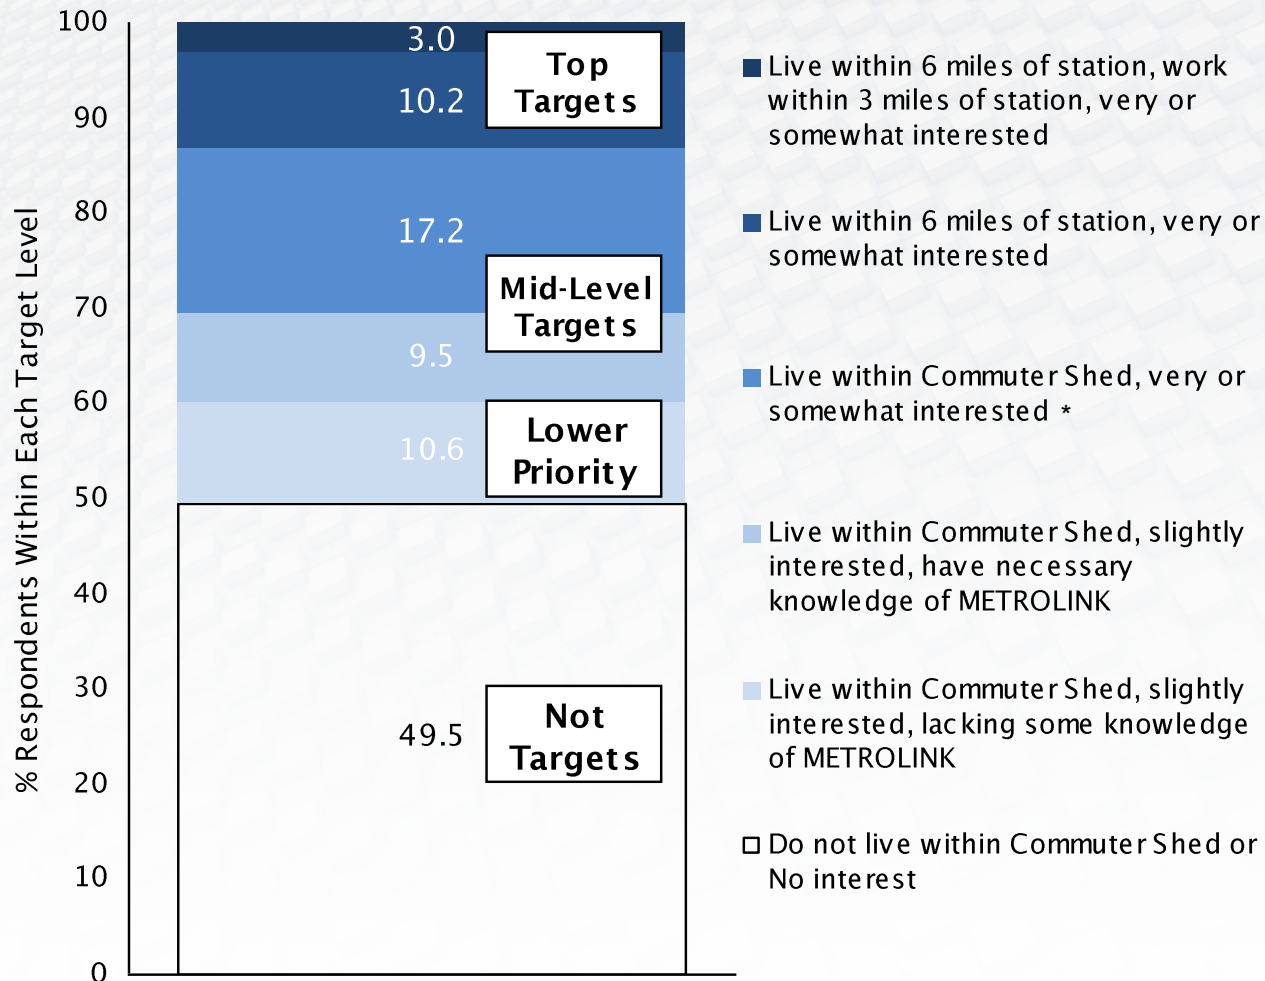 % Respondents Within Each Target Level
100
90
80
70
60
50
40
30
20
10
0
3.0
10.2
17.2
9.5
10.6
49.5
Top
Targets
Mid-Level
Targets
Lower
Priority
Not
Targets
Live within 6 miles of station, work
within 3 miles of station, very or
somewhat interested
Live within 6 miles of station, very or
somewhat interested
Live within Commuter Shed, very or
somewhat interested *
Live within Commuter Shed, slightly
interested, have necessary
knowledge of METROLINK
Live within Commuter Shed, slightly
interested, lacking some knowledge
of METROLINK
Do not live within Commuter Shed or
No interest